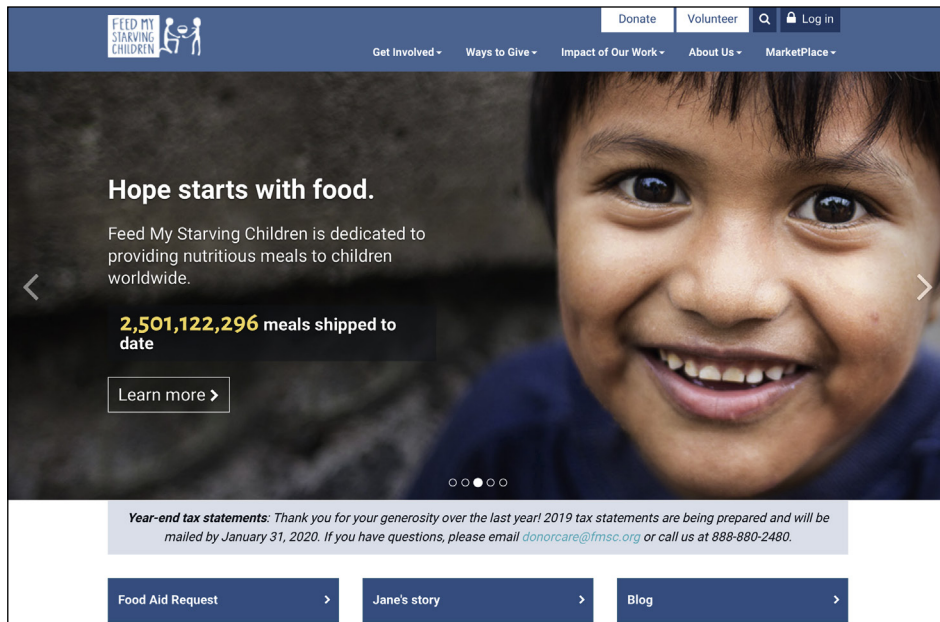 FEED MY
STARVING
CHILDREN
Donate
Volunteer
Log in
Get Involved
Ways to Give
Impact of Our Work
About Us
MarketPlace
Hope starts with food.
Feed My Starving Children is dedicated to
providing nutritious meals to children
worldwide.
2,501,122,296 meals shipped to
date
Learn more
Year-end tax statements: Thank you for your generosity over the last year! 2019 tax statements are being prepared and will be
mailed by January 31, 2020. If you have questions, please email donorcare@fmsc.org or call us at 888-880-2480.
Food Aid Request
Jane's story
Blog